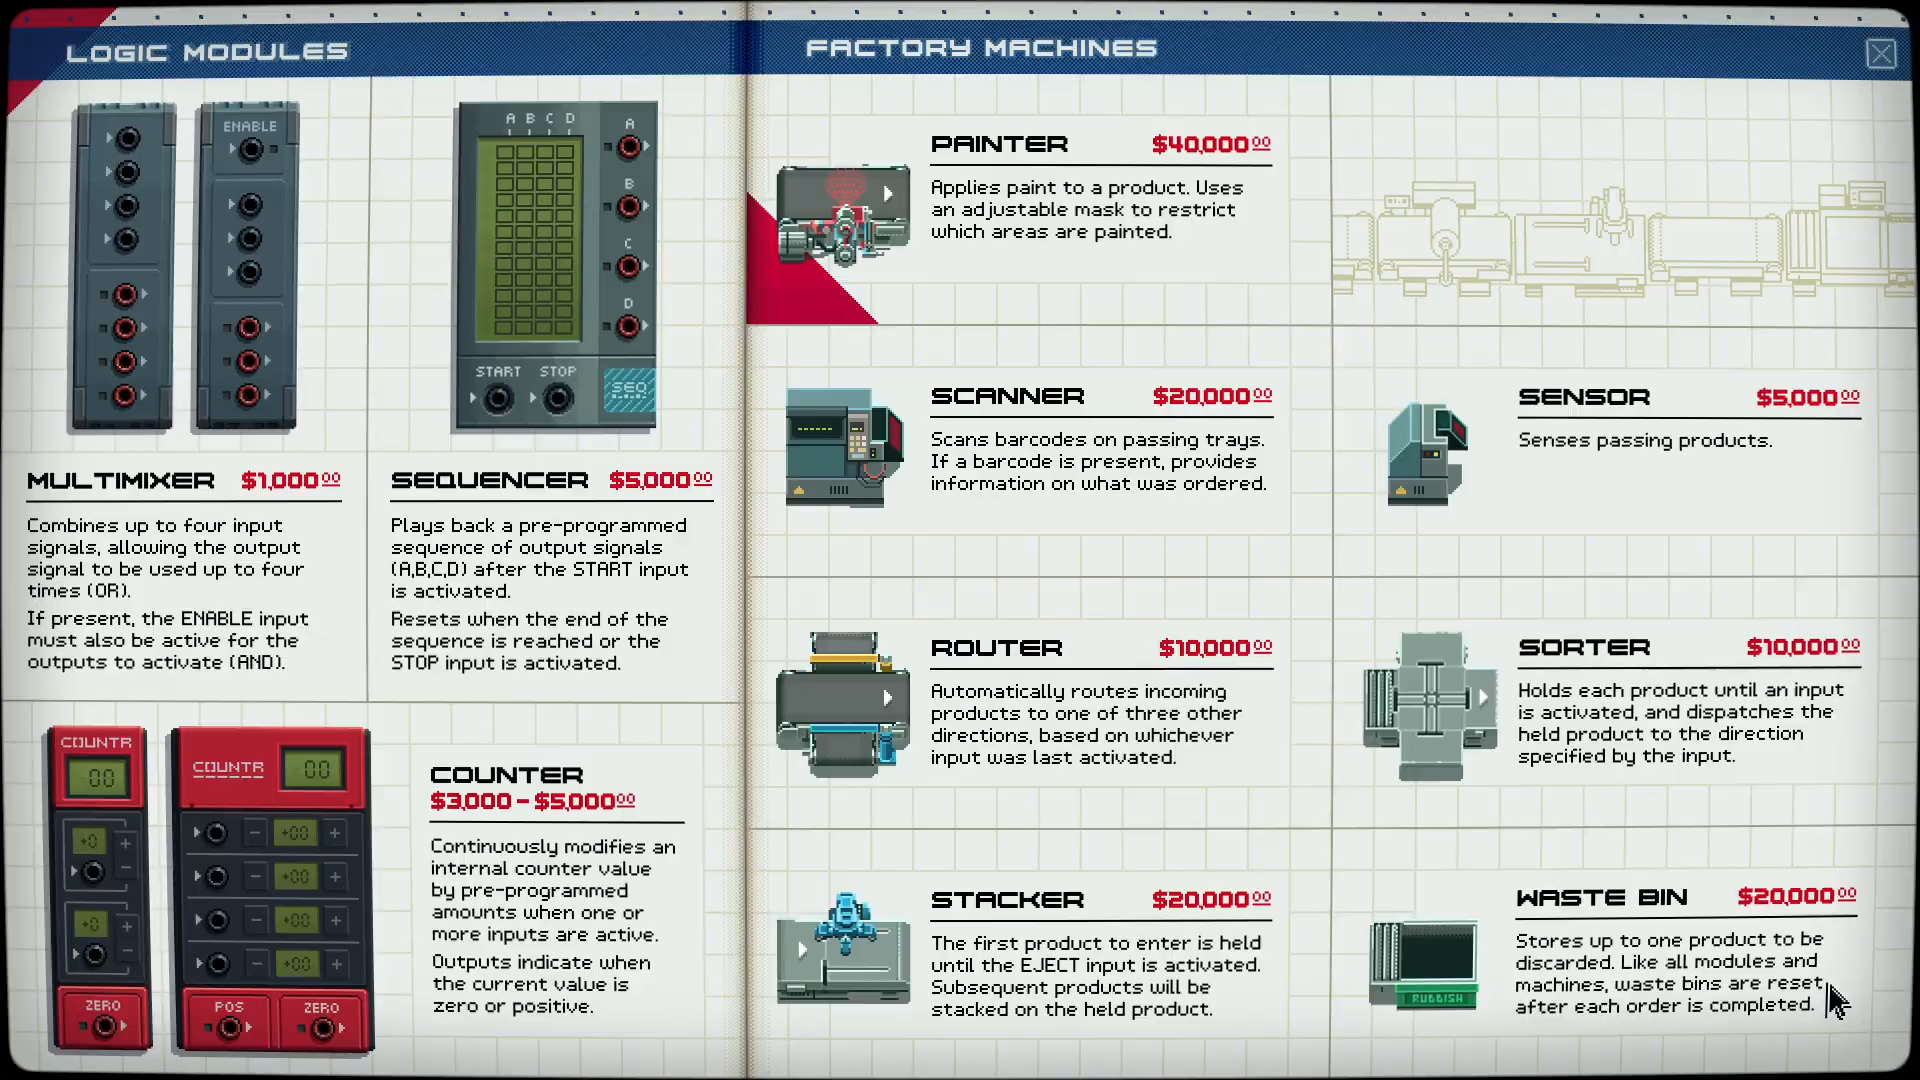 LOGIC MODULES
ENABLE
A B C D
A
B
C
D
START STOP
SEQ
MULTIMIXER $1,000.00
Combines up to four input
signals, allowing the output
signal to be used up to four
times (OR).
If present, the ENABLE input
must also be active for the
outputs to activate (AND).
SEQUENCER $5,000.00
Plays back a pre-programmed
sequence of output signals
(A,B,C,D) after the START input
is activated.
Resets when the end of the
sequence is reached or the
STOP input is activated.
COUNTR
00
+0 +
-
+0 +
-
ZERO
COUNTR 00
- +00 +
- +00 +
- +00 +
- +00 +
POS ZERO
COUNTER
$3,000 - $5,000.00
Continuously modifies an
internal counter value
by pre-programmed
amounts when one or
more inputs are active.
Outputs indicate when
the current value is
zero or positive.
FACTORY MACHINES
PAINTER $40,000.00
Applies paint to a product. Uses
an adjustable mask to restrict
which areas are painted.
SCANNER $20,000.00
Scans barcodes on passing trays.
If a barcode is present, provides
information on what was ordered.
SENSOR $5,000.00
Senses passing products.
ROUTER $10,000.00
Automatically routes incoming
products to one of three other
directions, based on whichever
input was last activated.
SORTER $10,000.00
Holds each product until an input
is activated, and dispatches the
held product to the direction
specified by the input.
STACKER $20,000.00
The first product to enter is held
until the EJECT input is activated.
Subsequent products will be
stacked on the held product.
RUBBISH
WASTE BIN $20,000.00
Stores up to one product to be
discarded. Like all modules and
machines, waste bins are reset
after each order is completed.